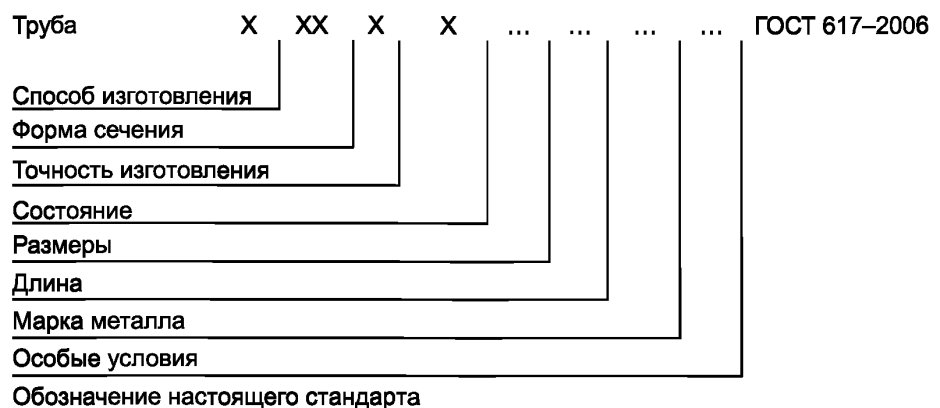 Труба X XX X X ... ... ... ... ГОСТ 617–2006
Способ изготовления
Форма сечения
Точность изготовления
Состояние
Размеры
Длина
Марка металла
Особые условия
Обозначение настоящего стандарта